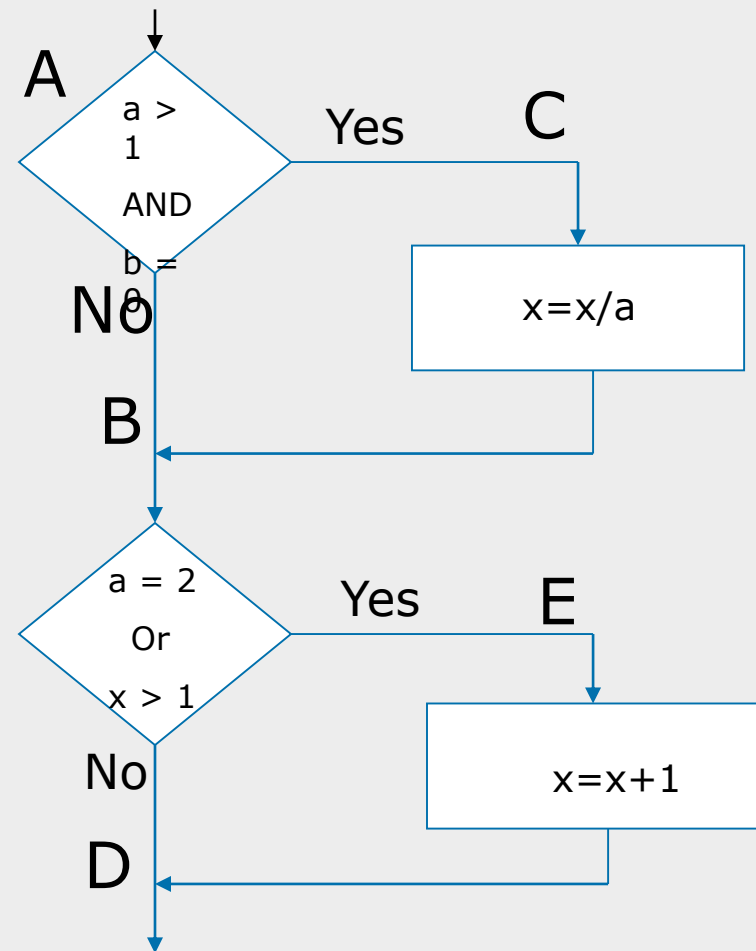 A
a >
1
AND
b =
0
Yes
C
No
x=x/a
B
a = 2
Or
x > 1
Yes
E
No
x=x+1
D